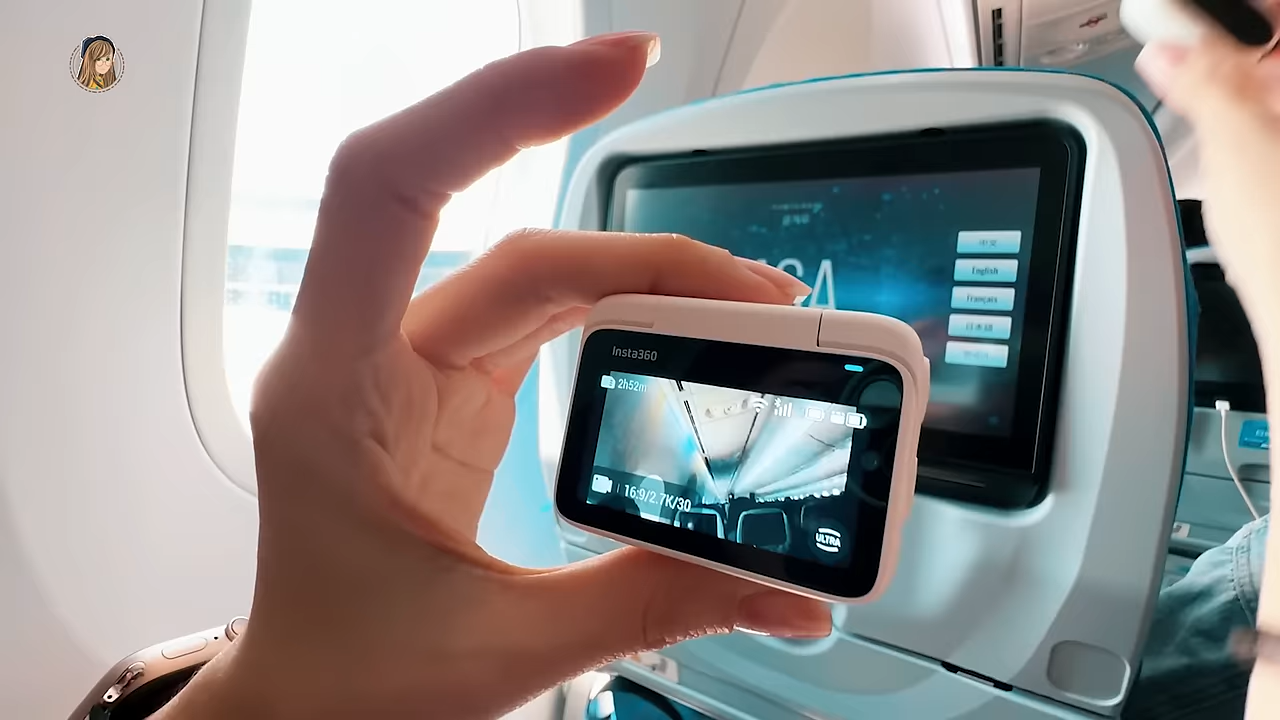 中文
English
Français
日本語
Insta360
2h52m
16:9/2.7K/30
ULTRA